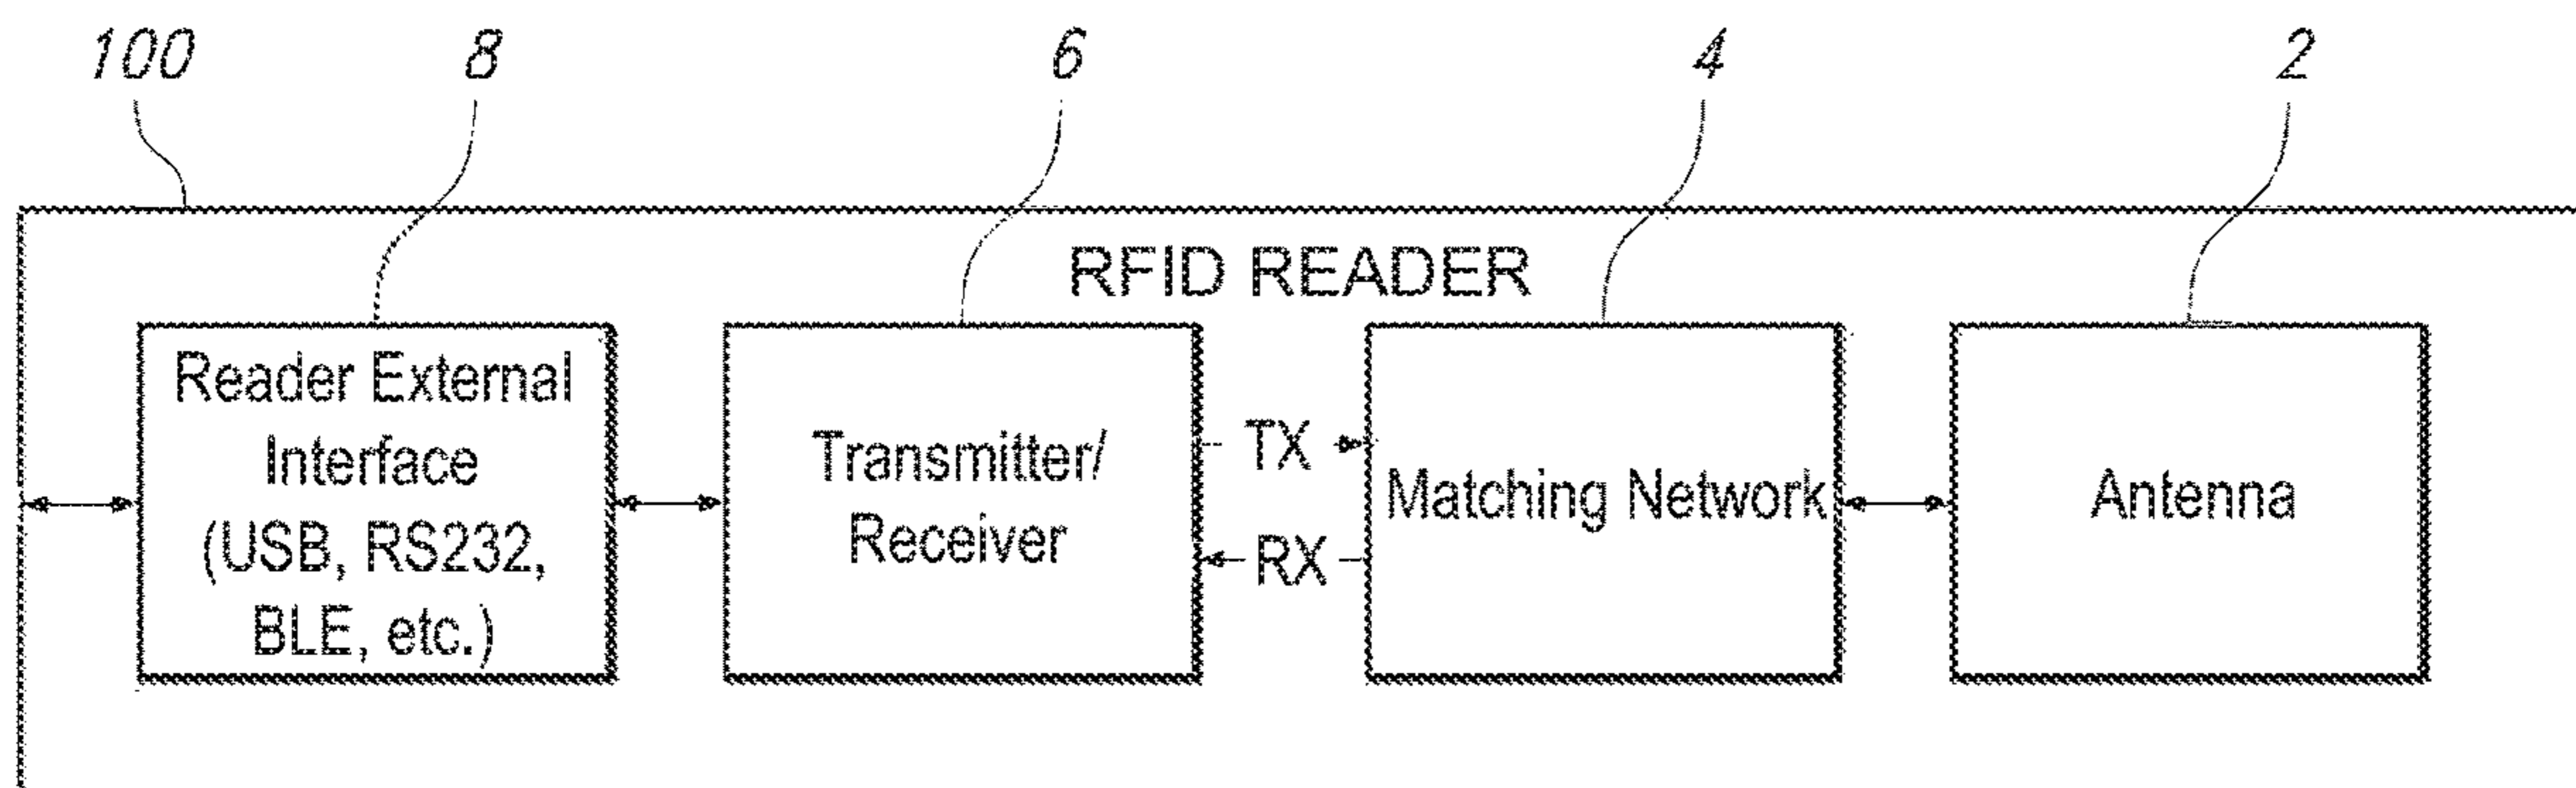 100 8 6 4 2
RFID READER
Reader External
Interface
(USB, RS232,
BLE, etc.)
Transmitter/
Receiver
TX
RX
Matching Network
Antenna